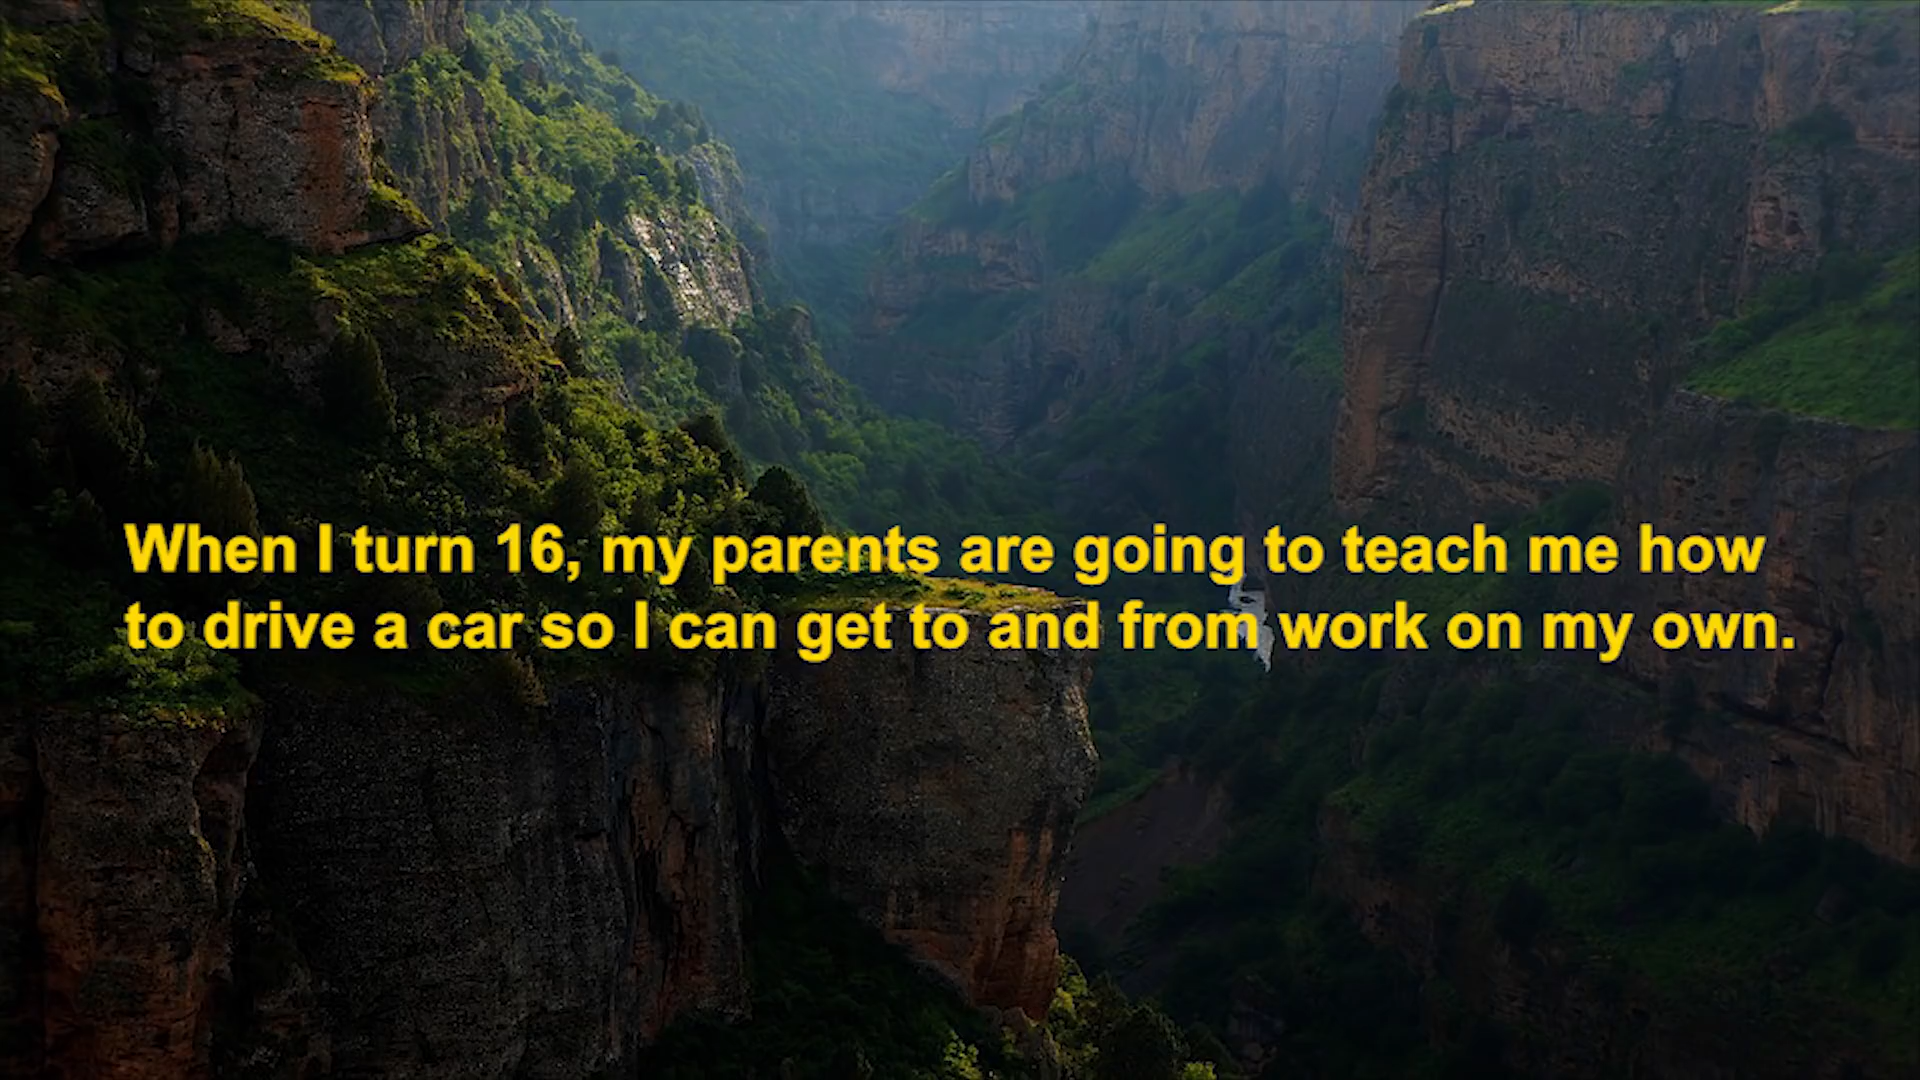 When I turn 16, my parents are going to teach me how
to drive a car so I can get to and from work on my own.